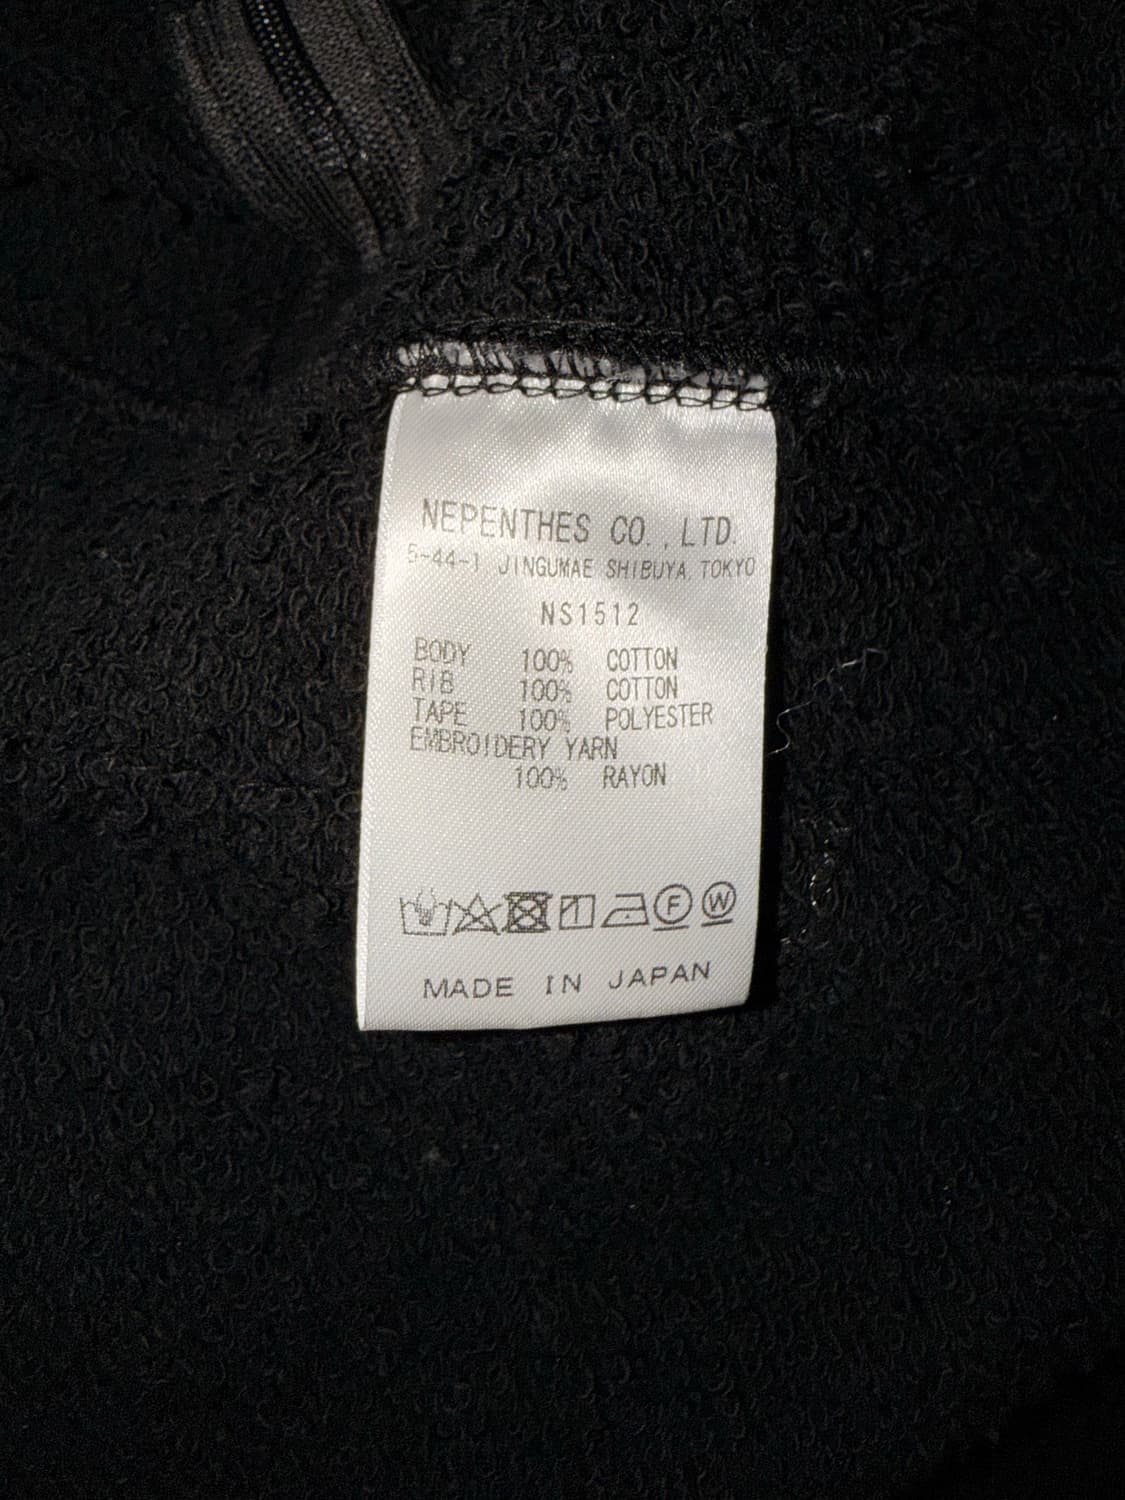 NEPENTHES CO., LTD.
5-44-1 JINGUMAE SHIBUYA, TOKYO
NS1512
BODY 100% COTTON
RIB 100% COTTON
TAPE 100% POLYESTER
EMBROIDERY YARN
100% RAYON
F W
MADE IN JAPAN